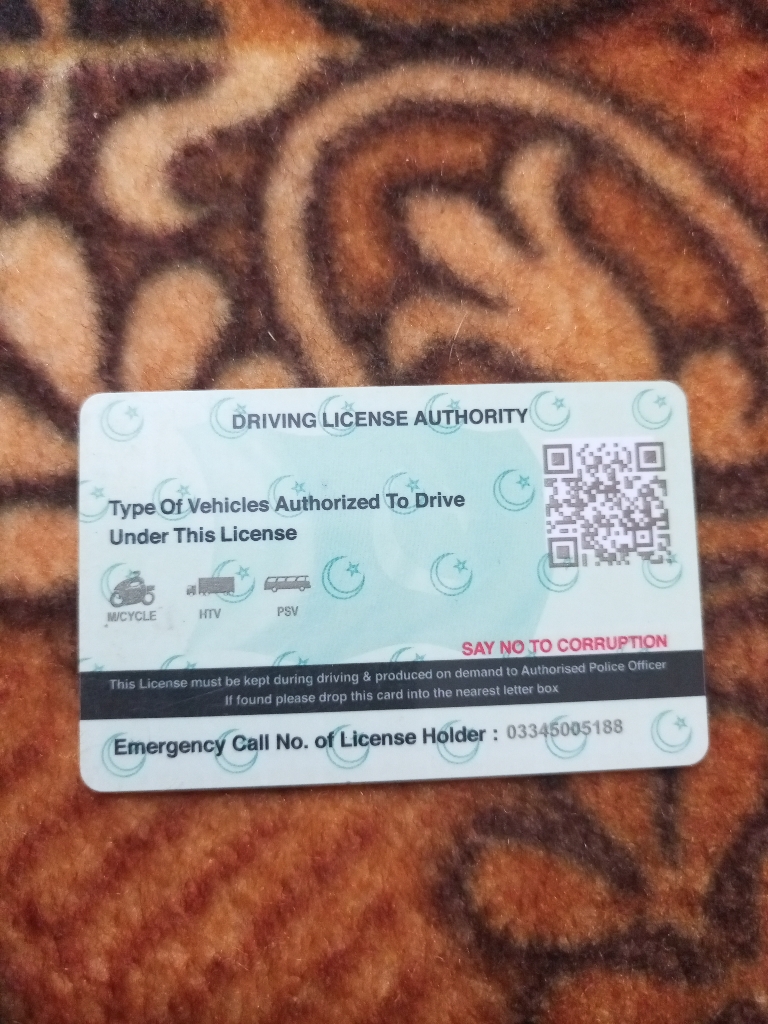 DRIVING LICENSE AUTHORITY
Type Of Vehicles Authorized To Drive
Under This License
M/CYCLE HTV PSV
SAY NO TO CORRUPTION
This License must be kept during driving & produced on demand to Authorised Police Officer
If found please drop this card into the nearest letter box
Emergency Call No. of License Holder : 03345005188